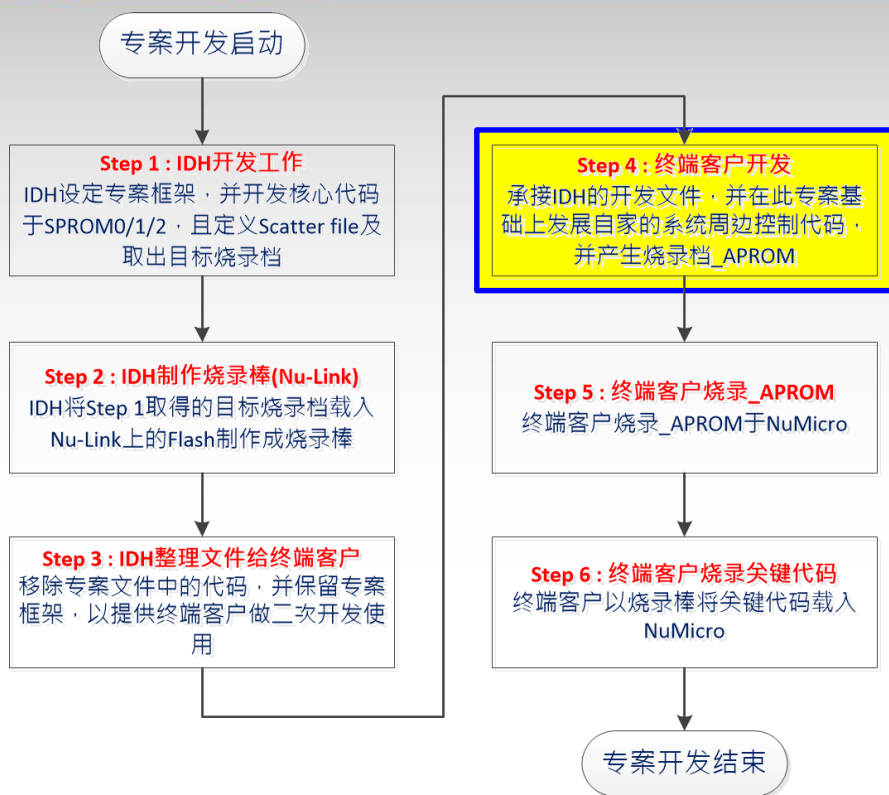 专案开发启动
Step 1 : IDH开发工作
IDH设定专案框架，并开发核心代码
于SPROM0/1/2，且定义Scatter file及
取出目标烧录档
Step 2 : IDH制作烧录棒(Nu-Link)
IDH将Step 1取得的目标烧录档载入
Nu-Link上的Flash制作成烧录棒
Step 3 : IDH整理文件给终端客户
移除专案文件中的代码，并保留专案
框架，以提供终端客户做二次开发使
用
Step 4 : 终端客户开发
承接IDH的开发文件，并在此专案基
础上发展自家的系统周边控制代码，
并产生烧录档_APROM
Step 5 : 终端客户烧录_APROM
终端客户烧录_APROM于NuMicro
Step 6 : 终端客户烧录关键代码
终端客户以烧录棒将关键代码载入
NuMicro
专案开发结束